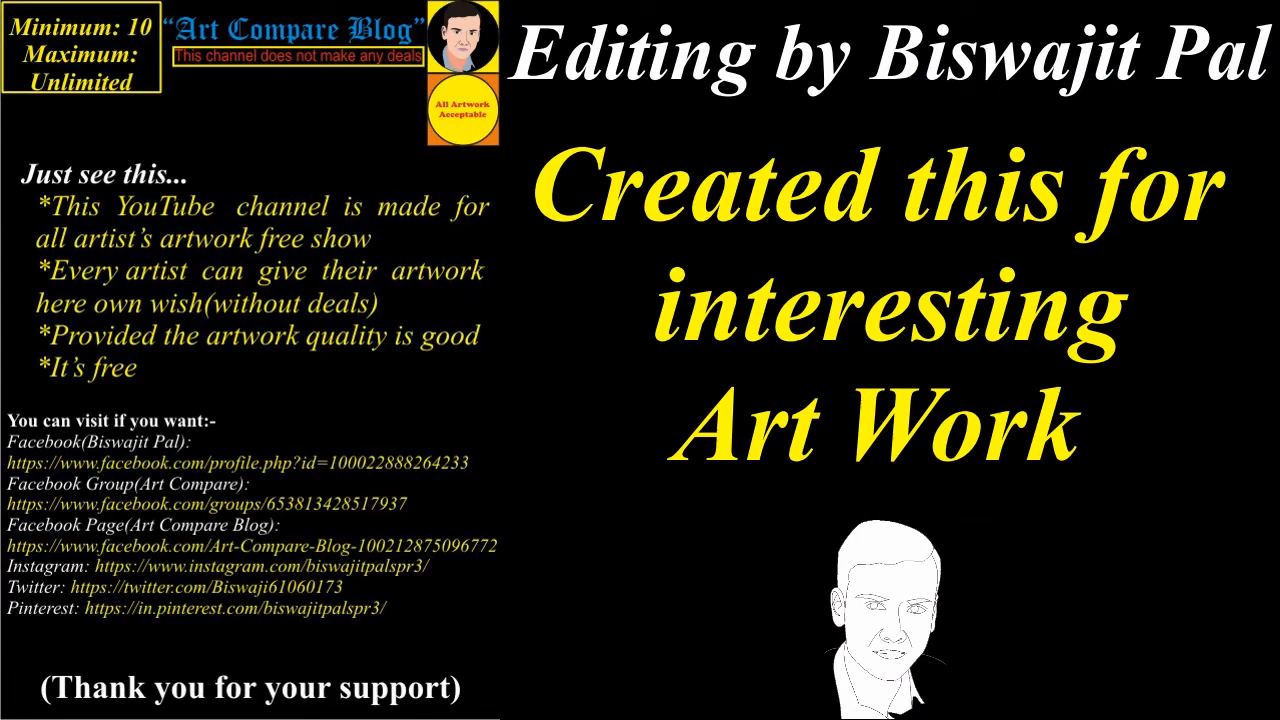 Minimum: 10
Maximum:
Unlimited
“Art Compare Blog”
This channel does not make any deals
All Artwork
Acceptable
Just see this...
*This YouTube channel is made for
all artist’s artwork free show
*Every artist can give their artwork
here own wish(without deals)
*Provided the artwork quality is good
*It’s free
You can visit if you want:-
Facebook(Biswajit Pal):
https://www.facebook.com/profile.php?id=100022888264233
Facebook Group(Art Compare):
https://www.facebook.com/groups/653813428517937
Facebook Page(Art Compare Blog):
https://www.facebook.com/Art-Compare-Blog-100212875096772
Instagram: https://www.instagram.com/biswajitpalspr3/
Twitter: https://twitter.com/Biswaji61060173
Pinterest: https://in.pinterest.com/biswajitpalspr3/
(Thank you for your support)
Editing by Biswajit Pal
Created this for
interesting
Art Work